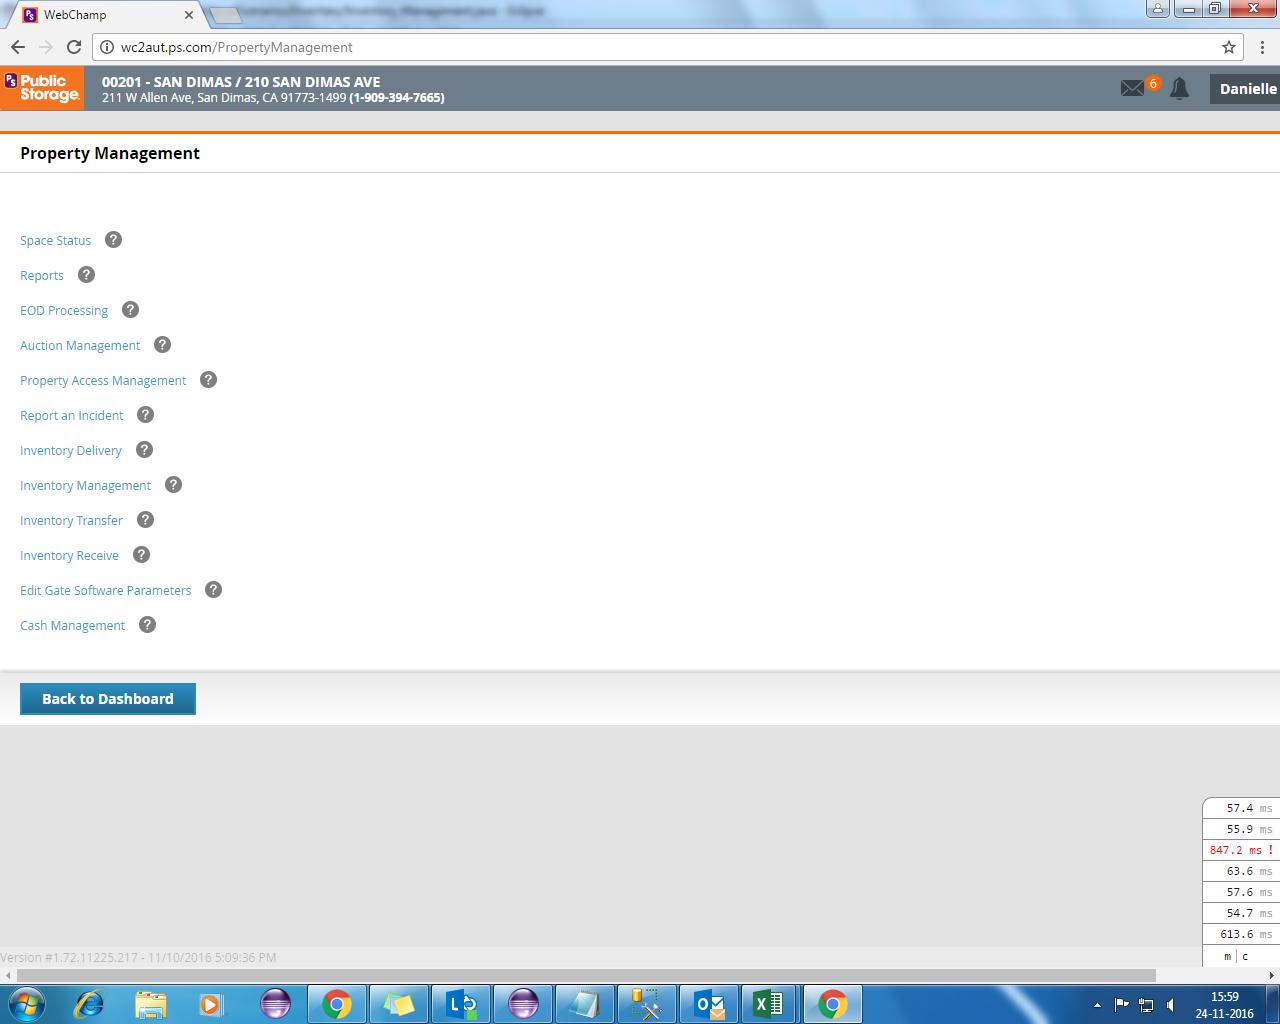 WebChamp
wc2aut.ps.com/PropertyManagement
PS Public Storage.
00201 - SAN DIMAS / 210 SAN DIMAS AVE
211 W Allen Ave, San Dimas, CA 91773-1499 (1-909-394-7665)
6
Danielle
Property Management
Space Status ?
Reports ?
EOD Processing ?
Auction Management ?
Property Access Management ?
Report an Incident ?
Inventory Delivery ?
Inventory Management ?
Inventory Transfer ?
Inventory Receive ?
Edit Gate Software Parameters ?
Cash Management ?
Back to Dashboard
57.4 ms
55.9 ms
847.2 ms !
63.6 ms
57.6 ms
54.7 ms
613.6 ms
m | c
Version #1.72.11225.217 - 11/10/2016 5:09:36 PM
15:59
24-11-2016